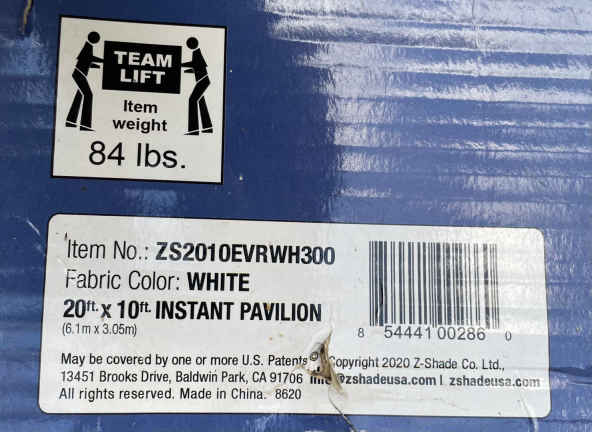 TEAM
LIFT
Item
weight
84 lbs.
Item No.: ZS2010EVRWH300
Fabric Color: WHITE
20ft. x 10ft. INSTANT PAVILION
(6.1m x 3.05m)
8 54441 00286 0
May be covered by one or more U.S. Patents Copyright 2020 Z-Shade Co. Ltd.,
13451 Brooks Drive, Baldwin Park, CA 91706 info@zshadeusa.com | zshadeusa.com
All rights reserved. Made in China. 8620